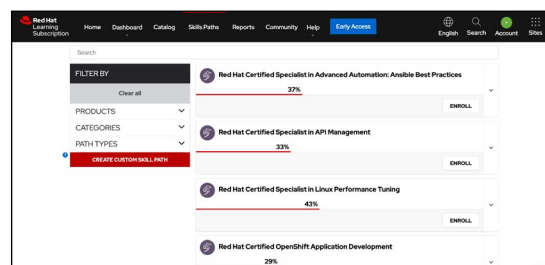 Red Hat
Learning
Subscription
Home Dashboard Catalog Skills Paths Reports Community Help Early Access English Search Account Sites
Search
FILTER BY
Clear all
PRODUCTS
CATEGORIES
PATH TYPES
CREATE CUSTOM SKILL PATH
Red Hat Certified Specialist in Advanced Automation: Ansible Best Practices
37%
ENROLL
Red Hat Certified Specialist in API Management
33%
ENROLL
Red Hat Certified Specialist in Linux Performance Tuning
43%
ENROLL
Red Hat Certified OpenShift Application Development
29%